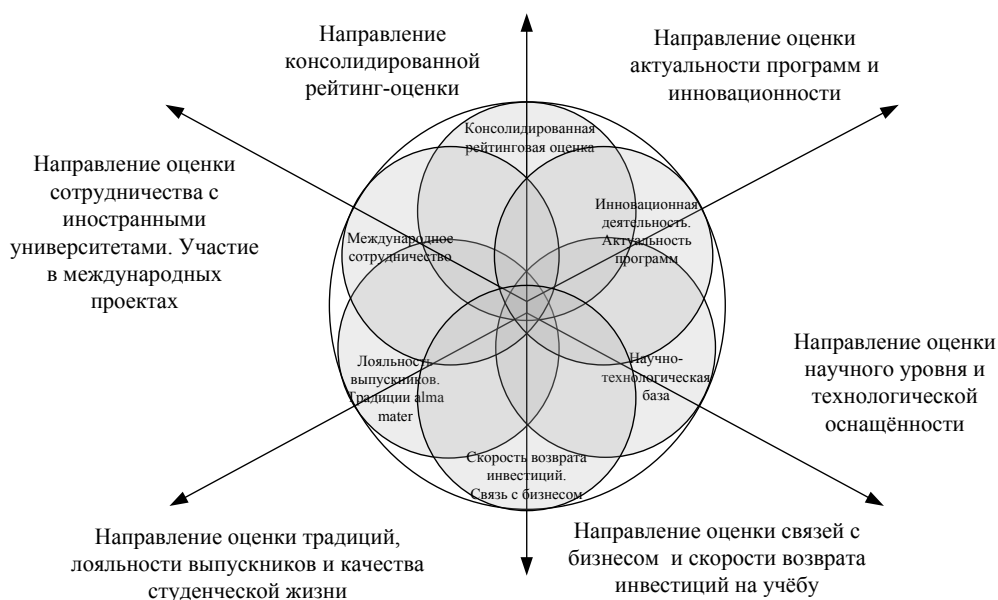 Направление
консолидированной
рейтинг-оценки
Направление оценки
актуальности программ и
инновационности
Консолидированная
рейтинговая оценка
Направление оценки
сотрудничества с
иностранными
университетами. Участие
в международных
проектах
Инновационная
деятельность.
Актуальность
программ
Международное
сотрудничество
Направление оценки
научного уровня и
технологической
оснащённости
Лояльность
выпускников.
Традиции alma
mater
Научно-
технологическая
база
Скорость возврата
инвестиций.
Связь с бизнесом
Направление оценки традиций,
лояльности выпускников и качества
студенческой жизни
Направление оценки связей с
бизнесом и скорости возврата
инвестиций на учёбу